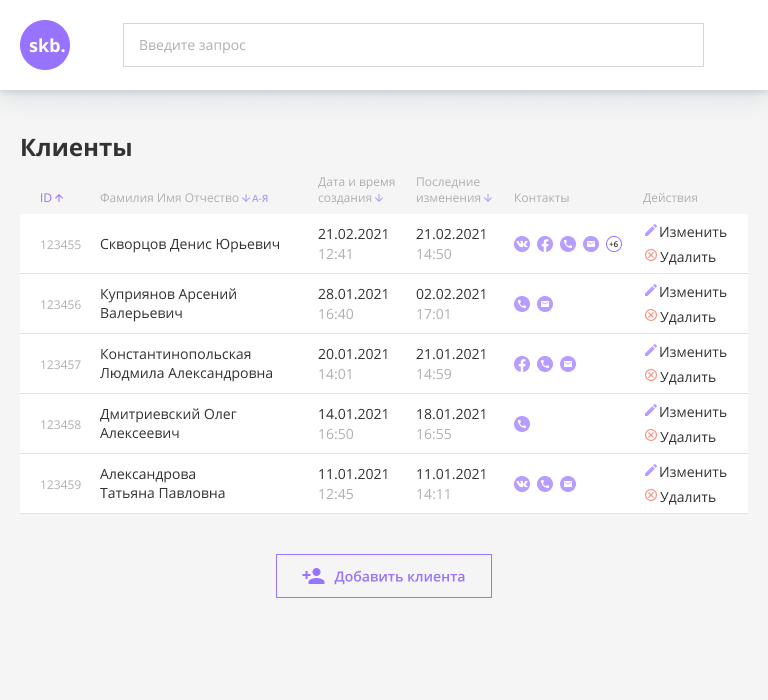 skb.
Введите запрос
Клиенты
ID Фамилия Имя Отчество А-Я Дата и время создания Последние изменения Контакты Действия
123455 Скворцов Денис Юрьевич 21.02.2021 21.02.2021 +6 Изменить
12:41 14:50 Удалить
123456 Куприянов Арсений 28.01.2021 02.02.2021 Изменить
Валерьевич 16:40 17:01 Удалить
123457 Константинопольская 20.01.2021 21.01.2021 Изменить
Людмила Александровна 14:01 14:59 Удалить
123458 Дмитриевский Олег 14.01.2021 18.01.2021 Изменить
Алексеевич 16:50 16:55 Удалить
123459 Александрова 11.01.2021 11.01.2021 Изменить
Татьяна Павловна 12:45 14:11 Удалить
Добавить клиента